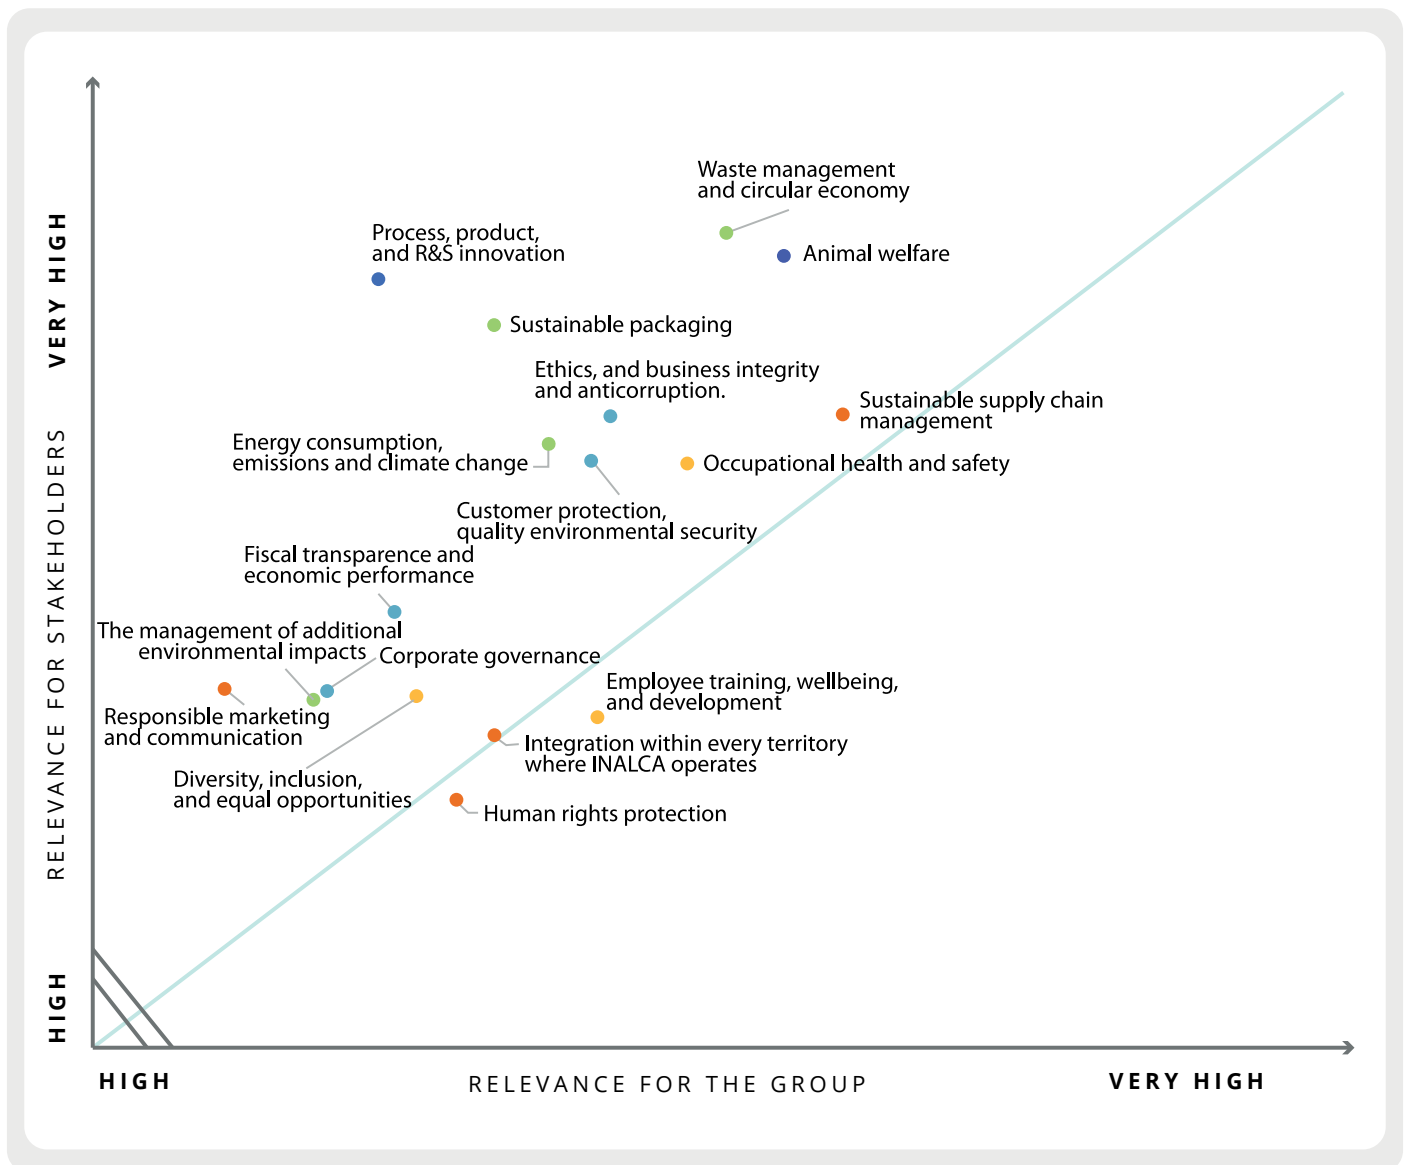 Waste management
and circular economy
Process, product,
and R&S innovation
Animal welfare
Sustainable packaging
Ethics, and business integrity
and anticorruption.
Sustainable supply chain
management
Energy consumption,
emissions and climate change
Occupational health and safety
Customer protection,
quality environmental security
Fiscal transparence and
economic performance
The management of additional
environmental impacts
Corporate governance
Employee training, wellbeing,
and development
Responsible marketing
and communication
Integration within every territory
where INALCA operates
Diversity, inclusion,
and equal opportunities
Human rights protection
VERY HIGH
RELEVANCE FOR STAKEHOLDERS
HIGH
HIGH
RELEVANCE FOR THE GROUP
VERY HIGH